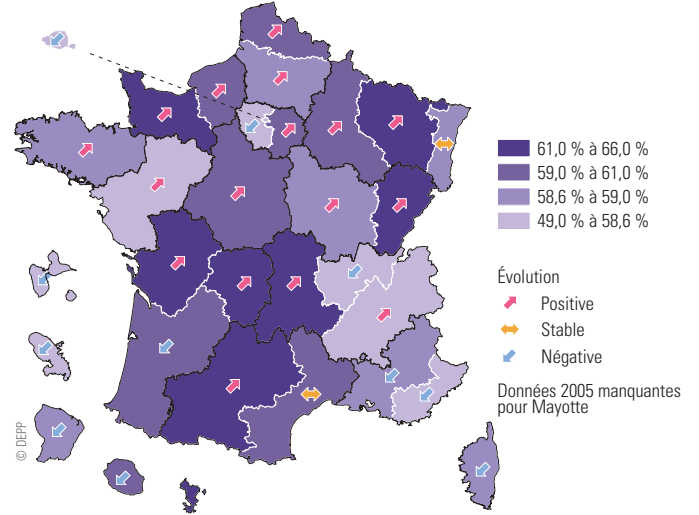 61,0 % à 66,0 %
59,0 % à 61,0 %
58,6 % à 59,0 %
49,0 % à 58,6 %
Évolution
Positive
Stable
Négative
Données 2005 manquantes
pour Mayotte
© DEPP